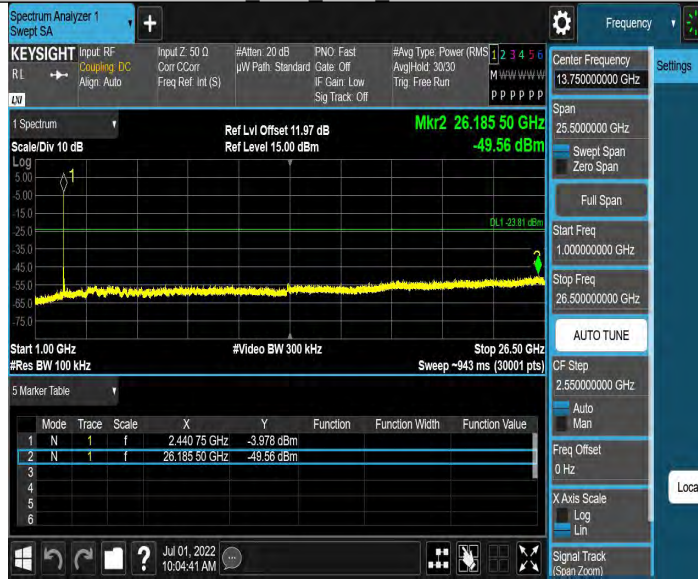 Spectrum Analyzer 1
Swept SA
+
Frequency
KEYSIGHT Input: RF Input Z: 50 Ω #Atten: 20 dB PNO: Fast #Avg Type: Power (RMS 1 2 3 4 5 6
RL Coupling: DC Corr CCorr µW Path: Standard Gate: Off Avg|Hold: 30/30 M W W W W W
Align: Auto Freq Ref: Int (S) IF Gain: Low Trig: Free Run
LXI Sig Track: Off P P P P P P
1 Spectrum
Ref Lvl Offset 11.97 dB Mkr2 26.185 50 GHz
Scale/Div 10 dB Ref Level 15.00 dBm -49.56 dBm
Log
5.00
-5.00
-15.0
-25.0
-35.0
-45.0
-55.0
-65.0
-75.0
1
DL1 -23.81 dBm
2
Start 1.00 GHz #Video BW 300 kHz Stop 26.50 GHz
#Res BW 100 kHz Sweep ~943 ms (30001 pts)
5 Marker Table
Mode Trace Scale X Y Function Function Width Function Value
1 N 1 f 2.440 75 GHz -3.978 dBm
2 N 1 f 26.185 50 GHz -49.56 dBm
3
4
5
6
?
Jul 01, 2022
10:04:41 AM
Center Frequency
13.750000000 GHz
Settings
Span
25.5000000 GHz
Swept Span
Zero Span
Full Span
Start Freq
1.000000000 GHz
Stop Freq
26.500000000 GHz
AUTO TUNE
CF Step
2.550000000 GHz
Auto
Man
Freq Offset
0 Hz
X Axis Scale
Log
Lin
Signal Track
(Span Zoom)
Loca